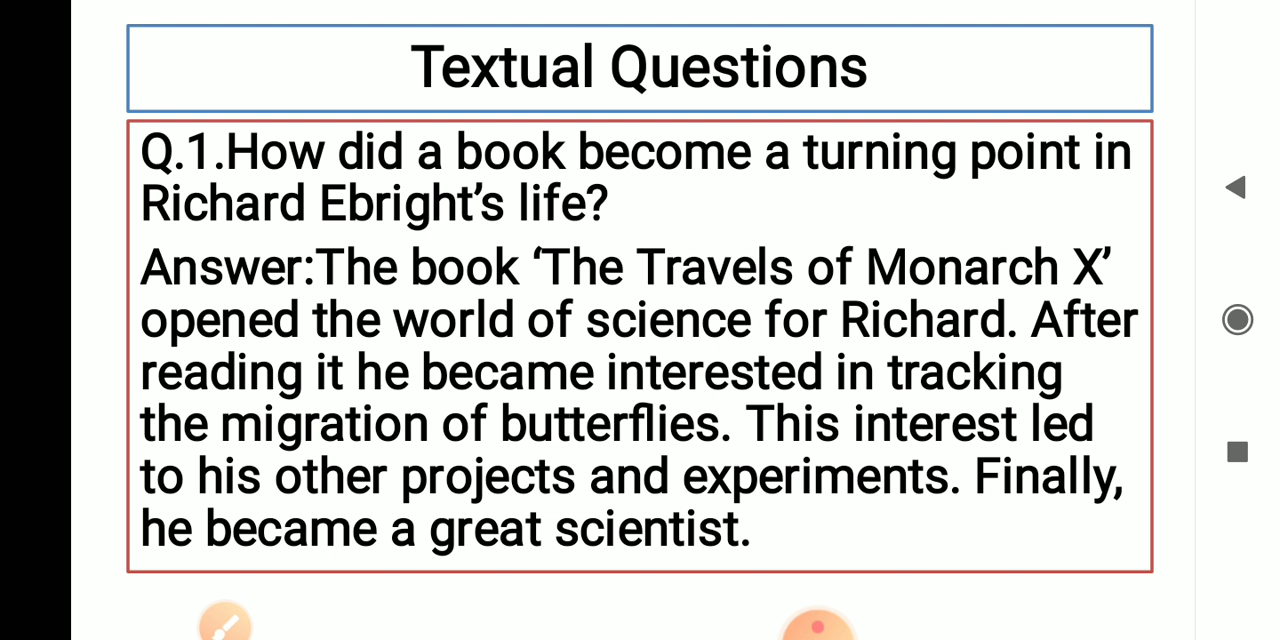 Textual Questions
Q.1.How did a book become a turning point in
Richard Ebright’s life?
Answer:The book ‘The Travels of Monarch X’
opened the world of science for Richard. After
reading it he became interested in tracking
the migration of butterflies. This interest led
to his other projects and experiments. Finally,
he became a great scientist.